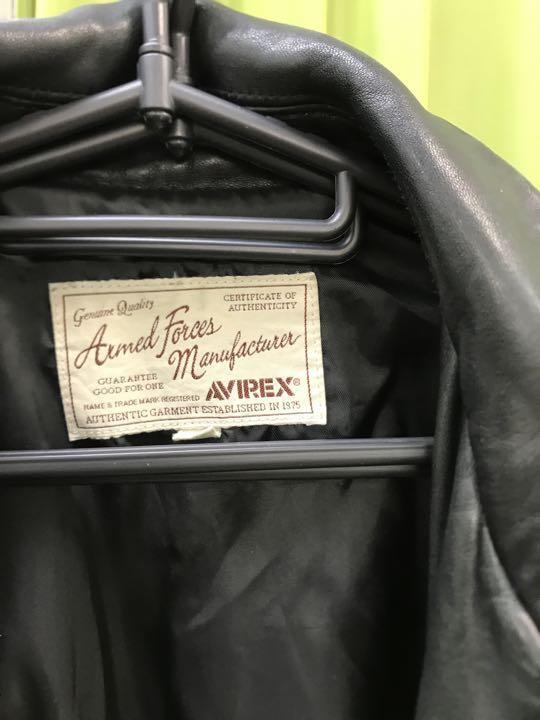 Genuine Quality
CERTIFICATE OF
AUTHENTICITY
Armed Forces
Manufacturer
GUARANTEE
GOOD FOR ONE
NAME & TRADE MARK REGISTERED AVIREX®
AUTHENTIC GARMENT ESTABLISHED IN 1975